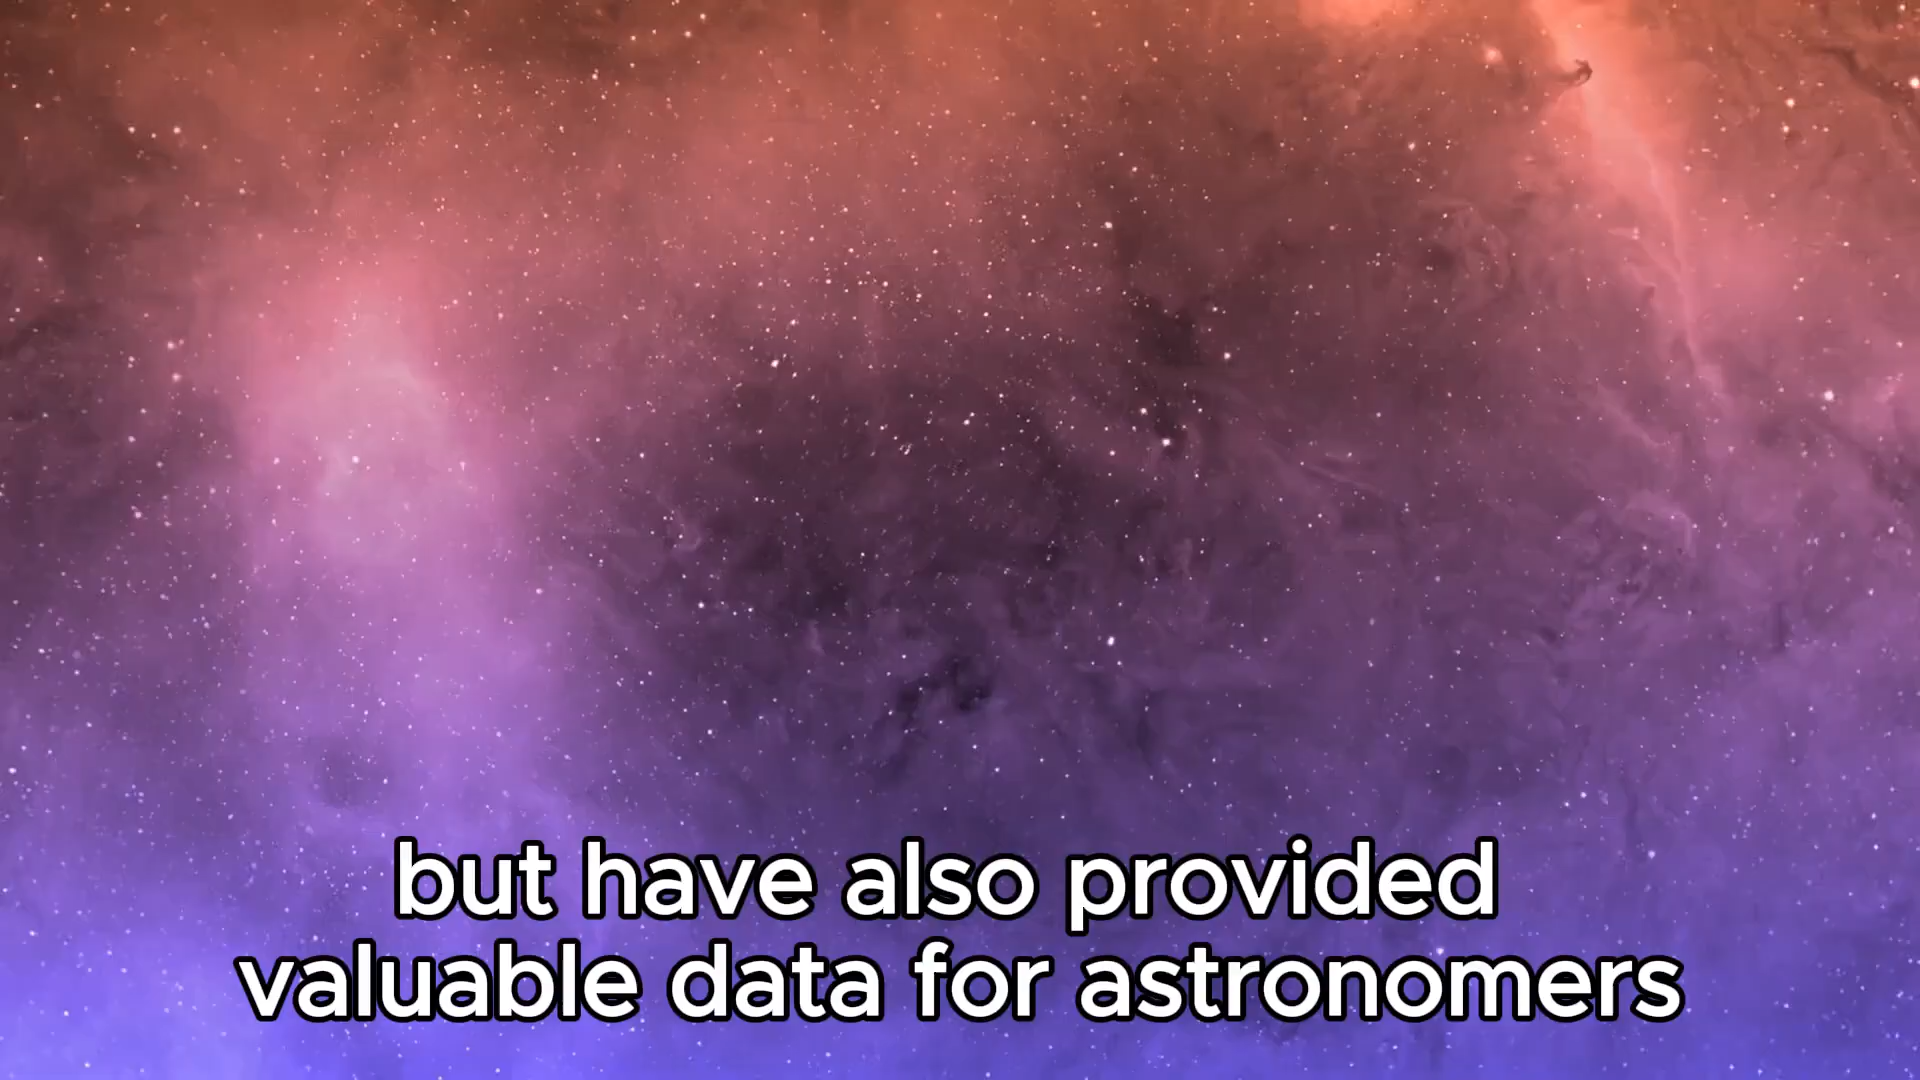 but have also provided
valuable data for astronomers